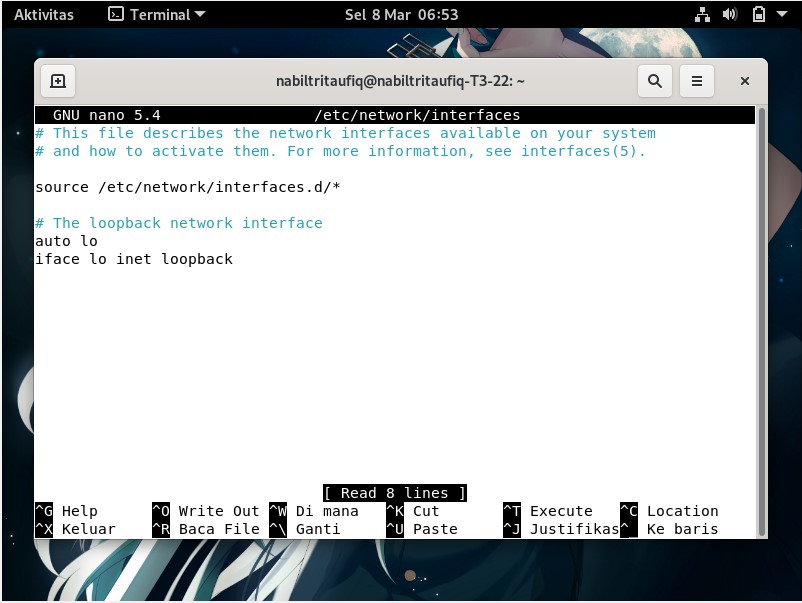 Aktivitas Terminal Sel 8 Mar 06:53
nabiltritaufiq@nabiltritaufiq-T3-22: ~
GNU nano 5.4 /etc/network/interfaces
# This file describes the network interfaces available on your system
# and how to activate them. For more information, see interfaces(5).
source /etc/network/interfaces.d/*
# The loopback network interface
auto lo
iface lo inet loopback
[ Read 8 lines ]
^G Help ^O Write Out ^W Di mana ^K Cut ^T Execute ^C Location
^X Keluar ^R Baca File ^\ Ganti ^U Paste ^J Justifikas ^_ Ke baris